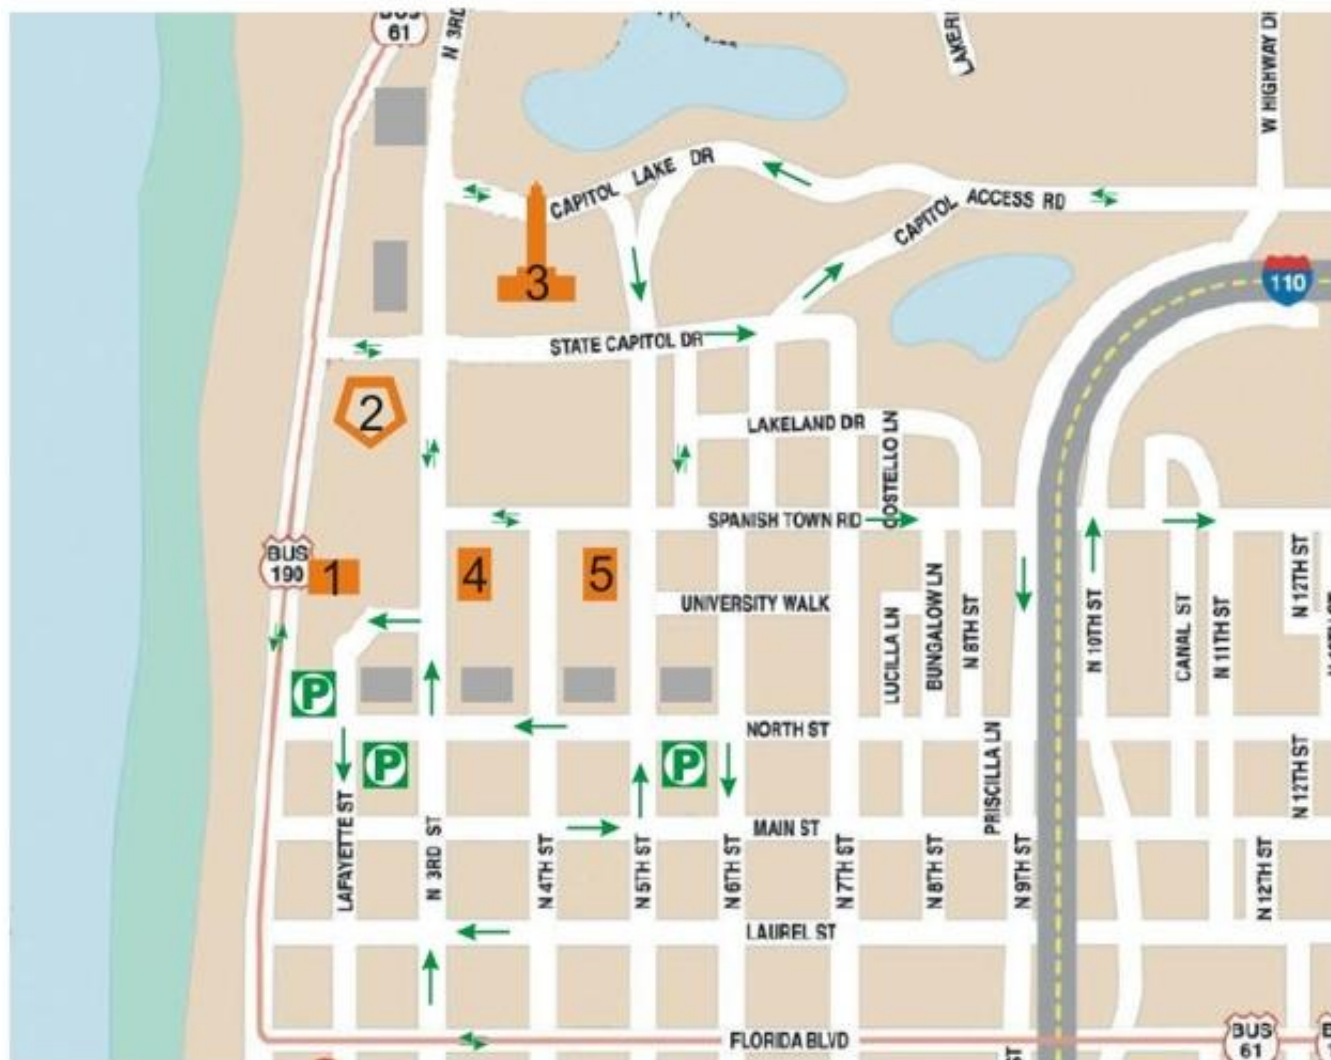 BUS
61
N 3RD
W HIGHWAY DR
CAPITOL LAKE DR
CAPITOL ACCESS RD
3
110
STATE CAPITOL DR
2
LAKELAND DR
COSTELLO LN
SPANISH TOWN RD
BUS
190
1
4
5
UNIVERSITY WALK
LUCILLA LN
BUNGALOW LN
N 8TH ST
N 10TH ST
CANAL ST
N 11TH ST
N 12TH ST
P
NORTH ST
P
P
PRISCILLA LN
N 12TH ST
MAIN ST
LAFAYETTE ST
N 3RD ST
N 4TH ST
N 5TH ST
N 6TH ST
N 7TH ST
N 8TH ST
N 9TH ST
N 12TH ST
LAUREL ST
FLORIDA BLVD
BUS
61
ST